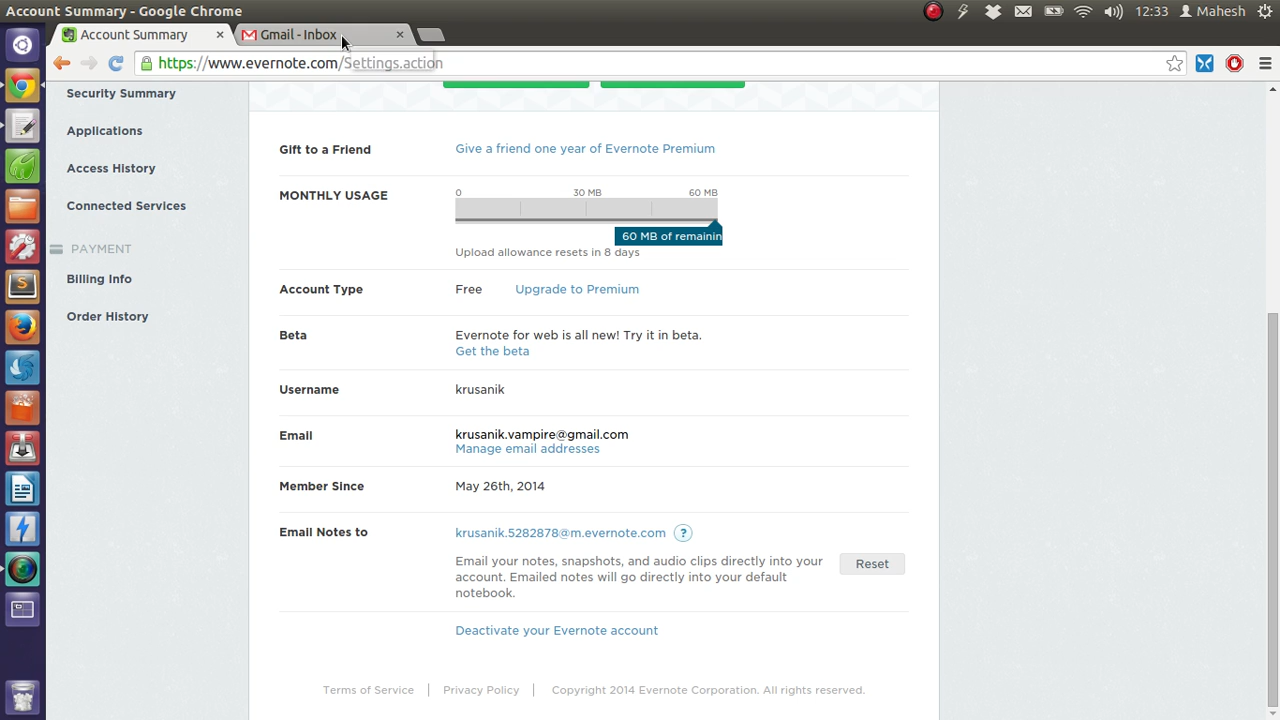 Account Summary - Google Chrome
12:33
Mahesh
Account Summary
Gmail - Inbox
https://www.evernote.com/Settings.action
Security Summary
Applications
Access History
Connected Services
PAYMENT
Billing Info
Order History
Gift to a Friend
Give a friend one year of Evernote Premium
MONTHLY USAGE
0 30 MB 60 MB
60 MB of remainin
Upload allowance resets in 8 days
Account Type
Free Upgrade to Premium
Beta
Evernote for web is all new! Try it in beta.
Get the beta
Username
krusanik
Email
krusanik.vampire@gmail.com
Manage email addresses
Member Since
May 26th, 2014
Email Notes to
krusanik.5282878@m.evernote.com ?
Email your notes, snapshots, and audio clips directly into your
account. Emailed notes will go directly into your default
notebook.
Reset
Deactivate your Evernote account
Terms of Service | Privacy Policy | Copyright 2014 Evernote Corporation. All rights reserved.